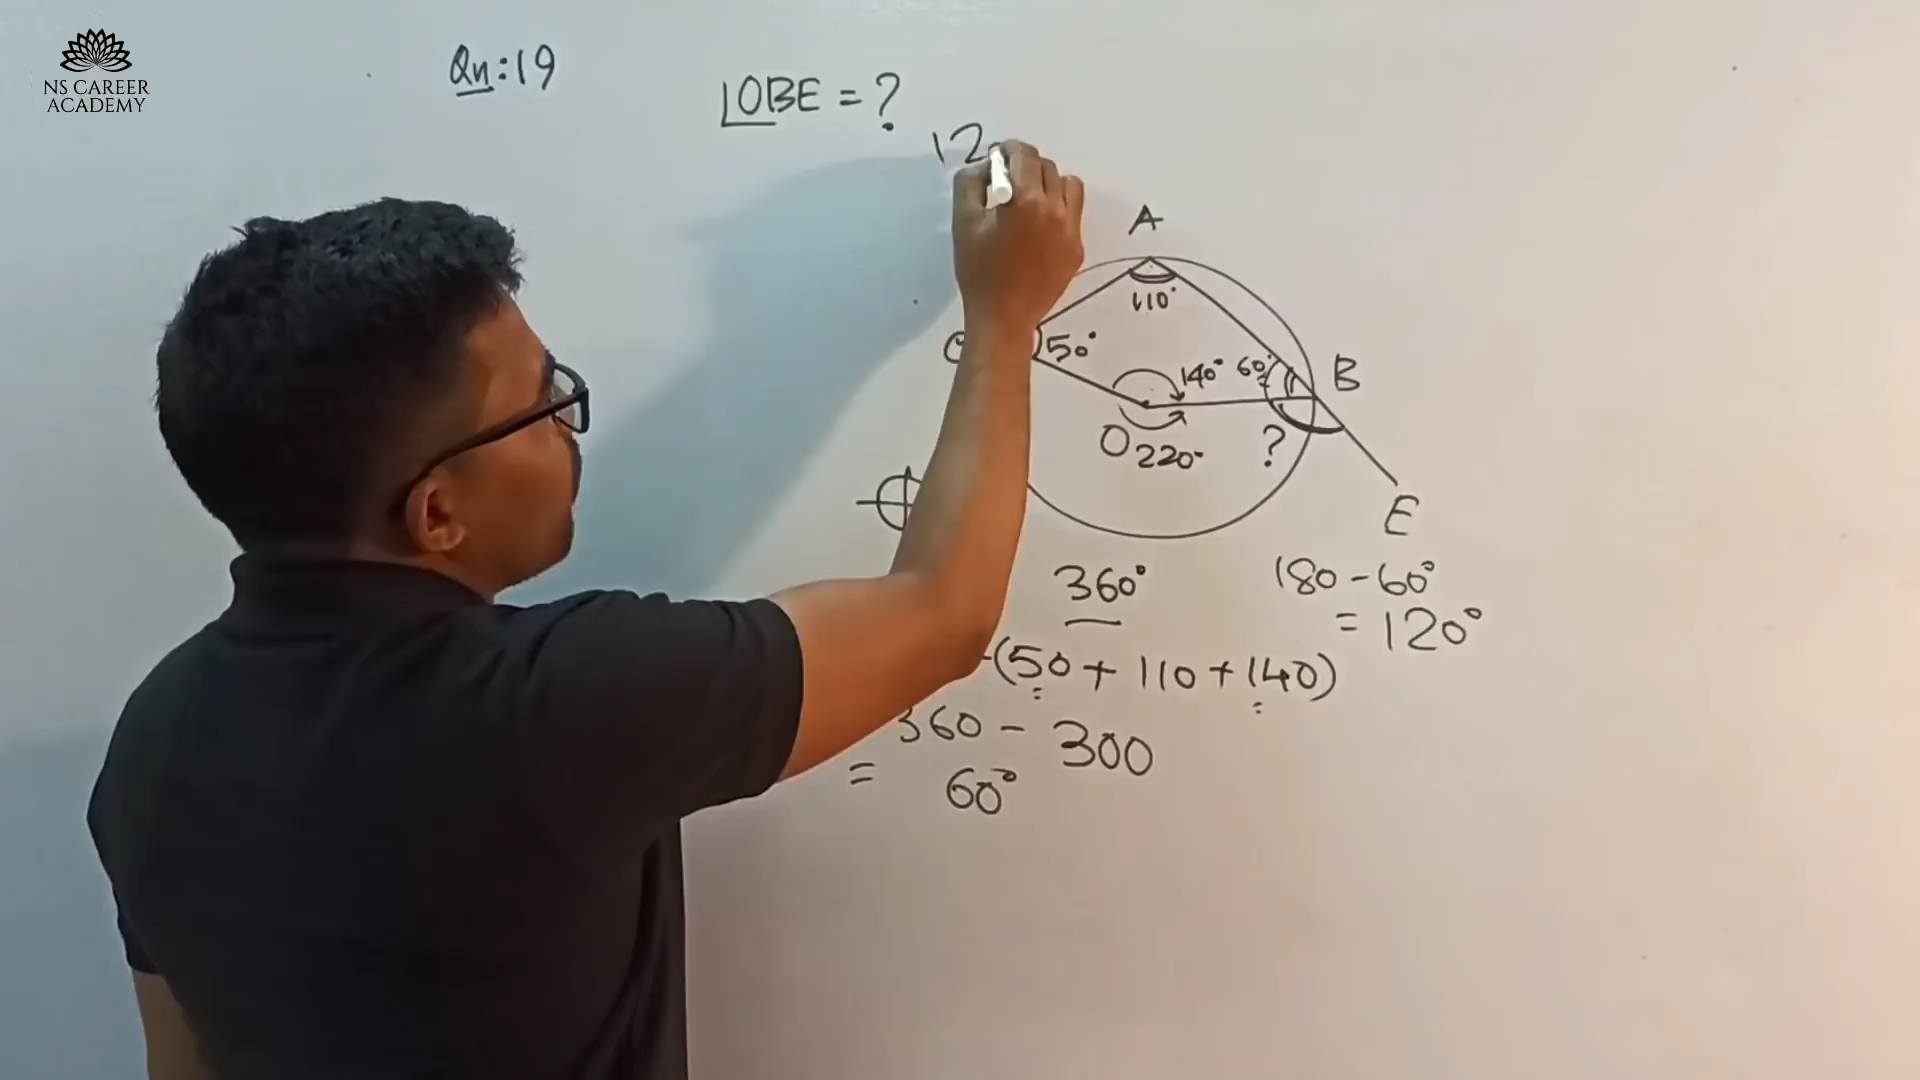 NS CAREER
ACADEMY
Qn:19
∠OBE = ?
12
A
110°
50°
140° 60°
B
O 220°
?
E
360°
180 - 60°
= 120°
-(50 + 110 + 140)
360 - 300
= 60°